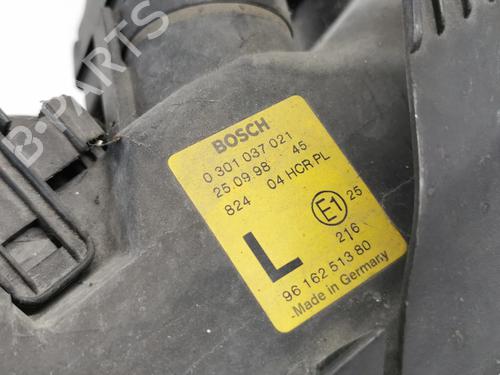 BOSCH
0 301 037 021
25 09.98 45
824 04 HCR PL
E1 25
216
L
96 162 513 80
-Made in Germany
B-PARTS